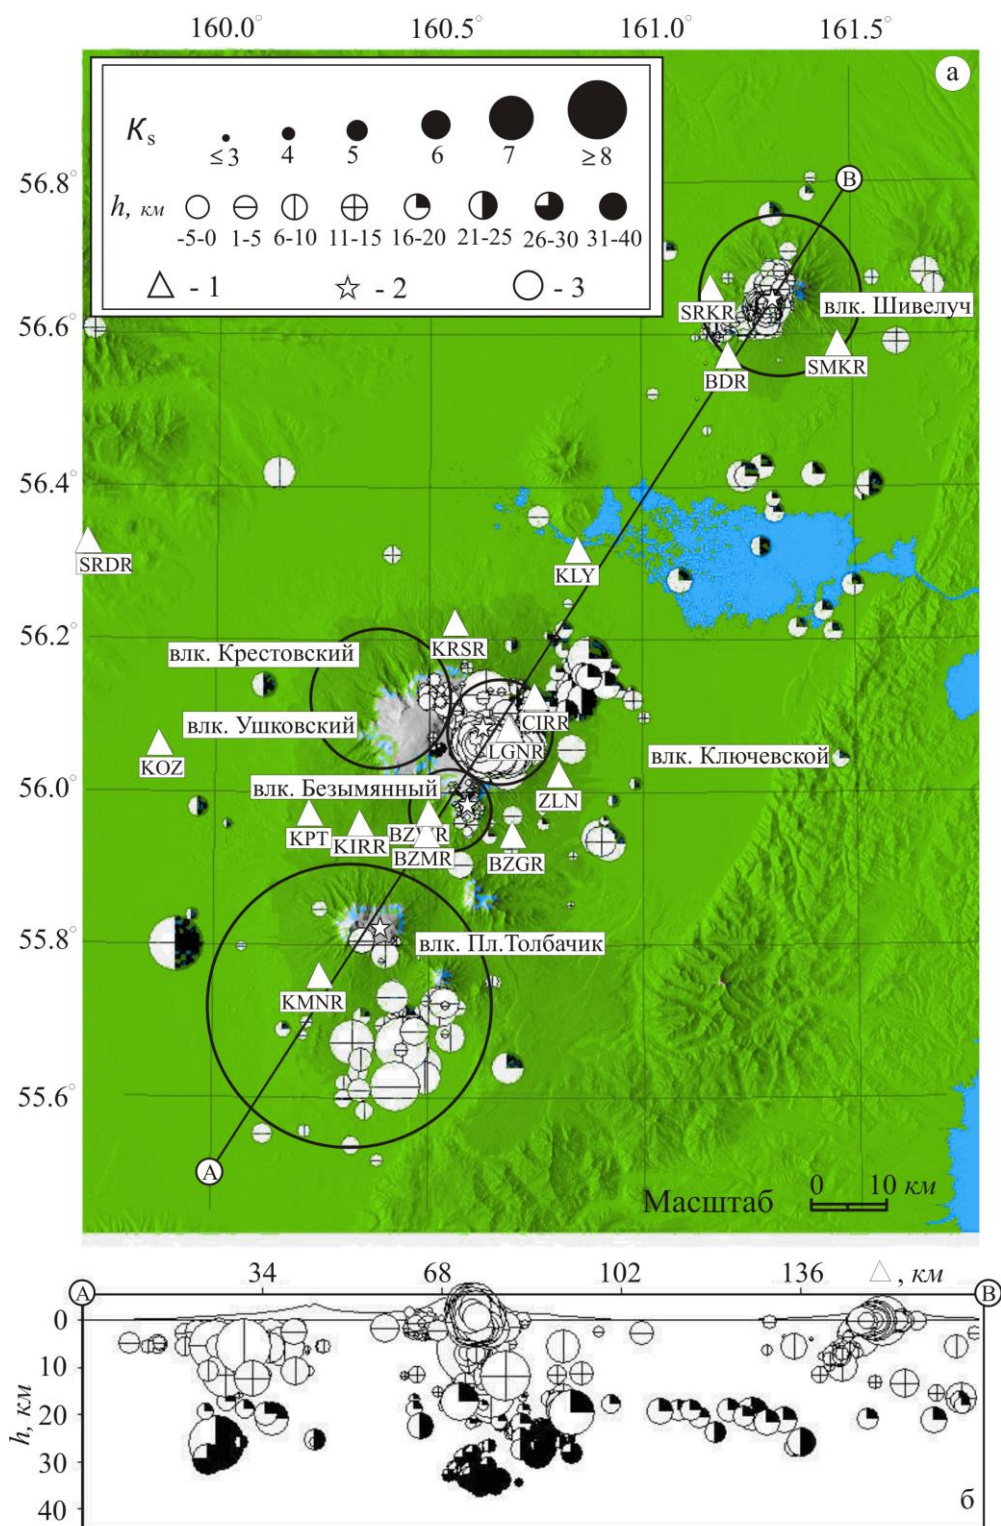 160.0° 160.5° 161.0° 161.5°
а
Kₛ
≤ 3 4 5 6 7 ≥ 8
h, км
-5-0 1-5 6-10 11-15 16-20 21-25 26-30 31-40
- 1 - 2 - 3
56.8°
B
SRKR
влк. Шивелуч
56.6°
BDR
SMKR
56.4°
SRDR
KLY
56.2°
KRSR
влк. Крестовский
CIRR
влк. Ушковский
LGNR
KOZ
влк. Ключевской
56.0°
влк. Безымянный
ZLN
KPT
KIRR
BZMR
BZGR
55.8°
влк. Пл.Толбачик
KMNR
55.6°
A
Масштаб 0 10 км
34 68 102 136 △, км
A B
0
10
20
30
40
h, км
б